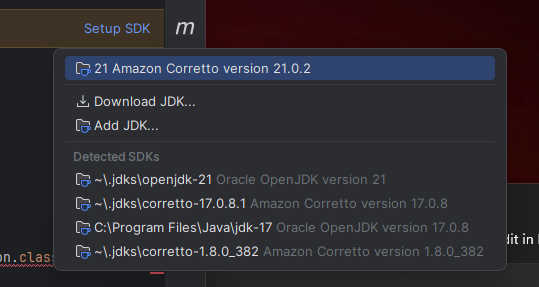 Setup SDK
m
21 Amazon Corretto version 21.0.2
Download JDK...
Add JDK...
Detected SDKs
~\.jdks\openjdk-21 Oracle OpenJDK version 21
~\.jdks\corretto-17.0.8.1 Amazon Corretto version 17.0.8
C:\Program Files\Java\jdk-17 Oracle OpenJDK version 17.0.8
dit in
~\.jdks\corretto-1.8.0_382 Amazon Corretto version 1.8.0_382
on.clas